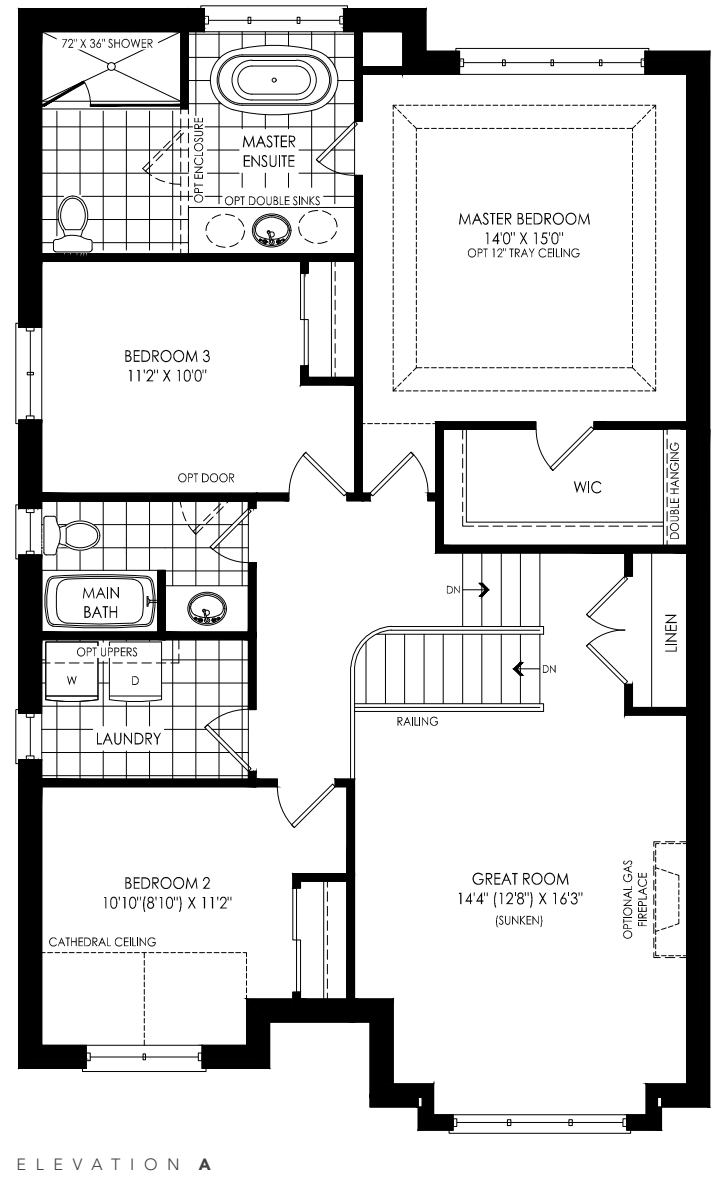 72" X 36" SHOWER
OPT ENCLOSURE
MASTER
ENSUITE
OPT DOUBLE SINKS
MASTER BEDROOM
14'0" X 15'0"
OPT 12" TRAY CEILING
BEDROOM 3
11'2" X 10'0"
OPT DOOR
WIC
DOUBLE HANGING
MAIN
BATH
DN
LINEN
OPT UPPERS
W
D
DN
RAILING
LAUNDRY
BEDROOM 2
10'10"(8'10") X 11'2"
CATHEDRAL CEILING
GREAT ROOM
14'4" (12'8") X 16'3"
(SUNKEN)
OPTIONAL GAS
FIREPLACE
ELEVATION A